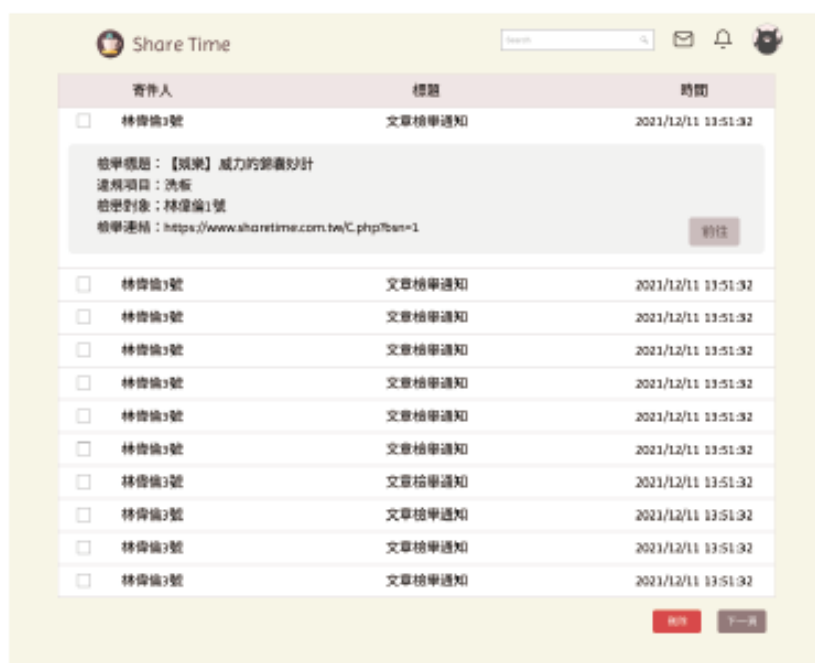 Share Time
Search
寄件人 標題 時間
林偉倫3號 文章檢舉通知 2021/12/11 13:51:32
檢舉標題：【娛樂】威力的錦囊妙計
違規項目：洗板
檢舉對象：林偉倫1號
檢舉連結：https://www.sharetime.com.tw/C.php?bsn=1
前往
林偉倫3號 文章檢舉通知 2021/12/11 13:51:32
林偉倫3號 文章檢舉通知 2021/12/11 13:51:32
林偉倫3號 文章檢舉通知 2021/12/11 13:51:32
林偉倫3號 文章檢舉通知 2021/12/11 13:51:32
林偉倫3號 文章檢舉通知 2021/12/11 13:51:32
林偉倫3號 文章檢舉通知 2021/12/11 13:51:32
林偉倫3號 文章檢舉通知 2021/12/11 13:51:32
林偉倫3號 文章檢舉通知 2021/12/11 13:51:32
林偉倫3號 文章檢舉通知 2021/12/11 13:51:32
林偉倫3號 文章檢舉通知 2021/12/11 13:51:32
刪除 下一頁